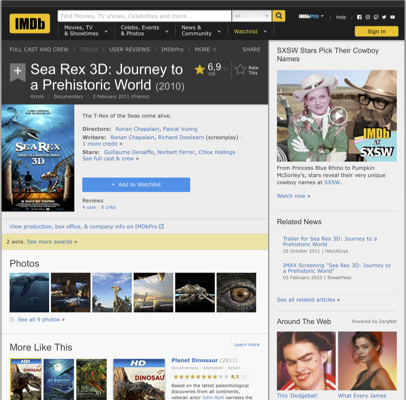 IMDb
Find Movies, TV shows, Celebrities and more...
All
IMDbPro
Help
Movies, TV
& Showtimes
Celebs, Events
& Photos
News &
Community
Watchlist
Sign in
FULL CAST AND CREW
TRIVIA
USER REVIEWS
IMDbPro
MORE
SHARE
Sea Rex 3D: Journey to
a Prehistoric World (2010)
6,9
Rate
This
41min | Documentary | 2 February 2011 (France)
SEA REX
3D
The T-Rex of the Seas come alive.
Directors: Ronan Chapalain, Pascal Vuong
Writers: Ronan Chapalain, Richard Dowlearn (screenplay) |
1 more credit »
Stars: Guillaume Denaiffe, Norbert Ferrer, Chloe Hollings |
See full cast & crew »
+ Add to Watchlist
Reviews
4 user | 6 critic
View production, box office, & company info on IMDbPro
2 wins. See more awards »
Photos
See all 9 photos »
More Like This
Learn more
HD
DINOSAUR
Planet Dinosaur (2011)
Documentary | Animation | Action
8,2
Based on the latest paleontological
discoveries from all continents,
veteran actor John Hurt narrates the
SXSW Stars Pick Their Cowboy
Names
IMDb
AT
SXSW
From Princess Blue Rhino to Pumpkin
McSorley's, stars reveal their very
unique cowboy names at SXSW.
Watch now »
Related News
Trailer for Sea Rex 3D: Journey to a
Prehistoric World
25 October 2011 | HeyUGuys
IMAX Screening "Sea Rex 3D: Journey to
a Prehistoric World"
03 February 2010 | SneakPeek
See all related articles »
Around The Web
Powered by ZergNet
This 'Dodgeball'
What Every James